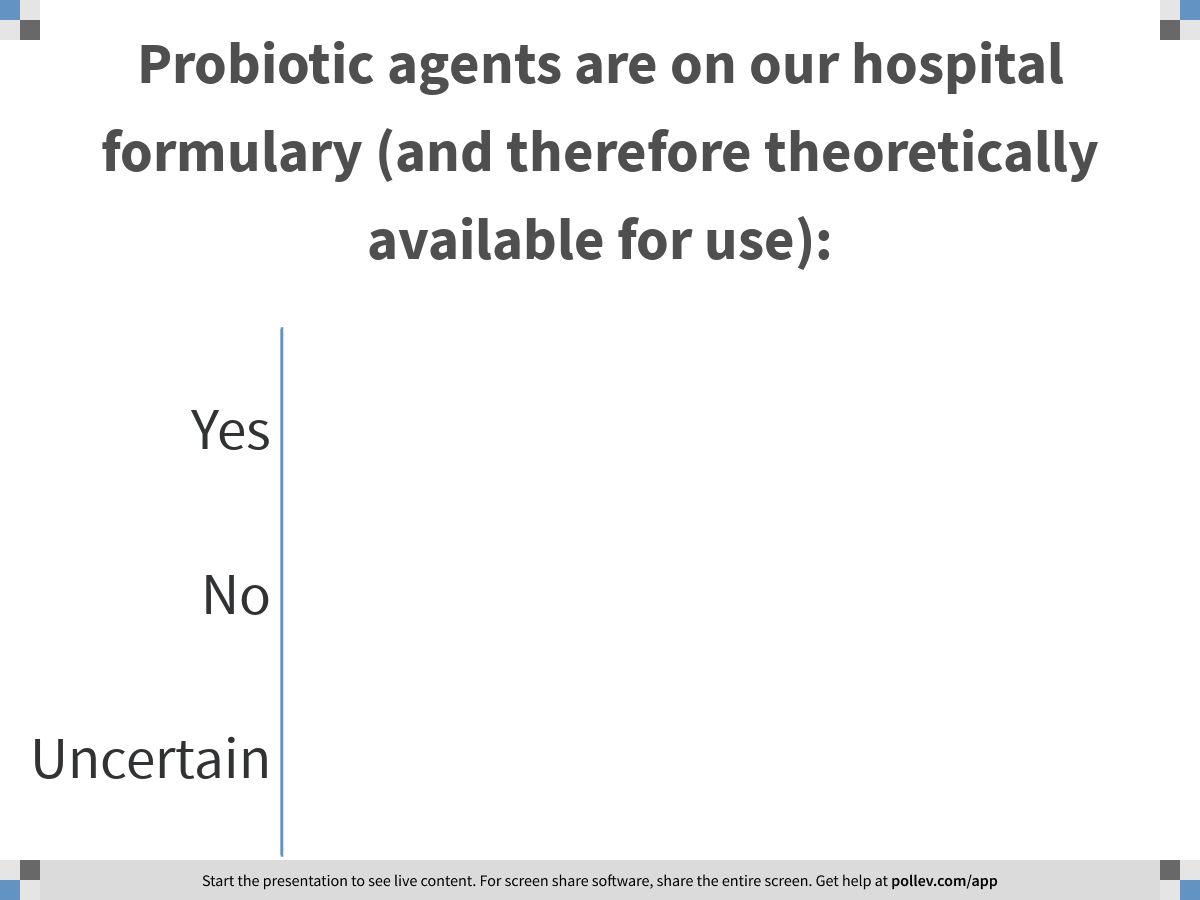 Probiotic agents are on our hospital
formulary (and therefore theoretically
available for use):
Yes
No
Uncertain
Start the presentation to see live content. For screen share software, share the entire screen. Get help at pollev.com/app